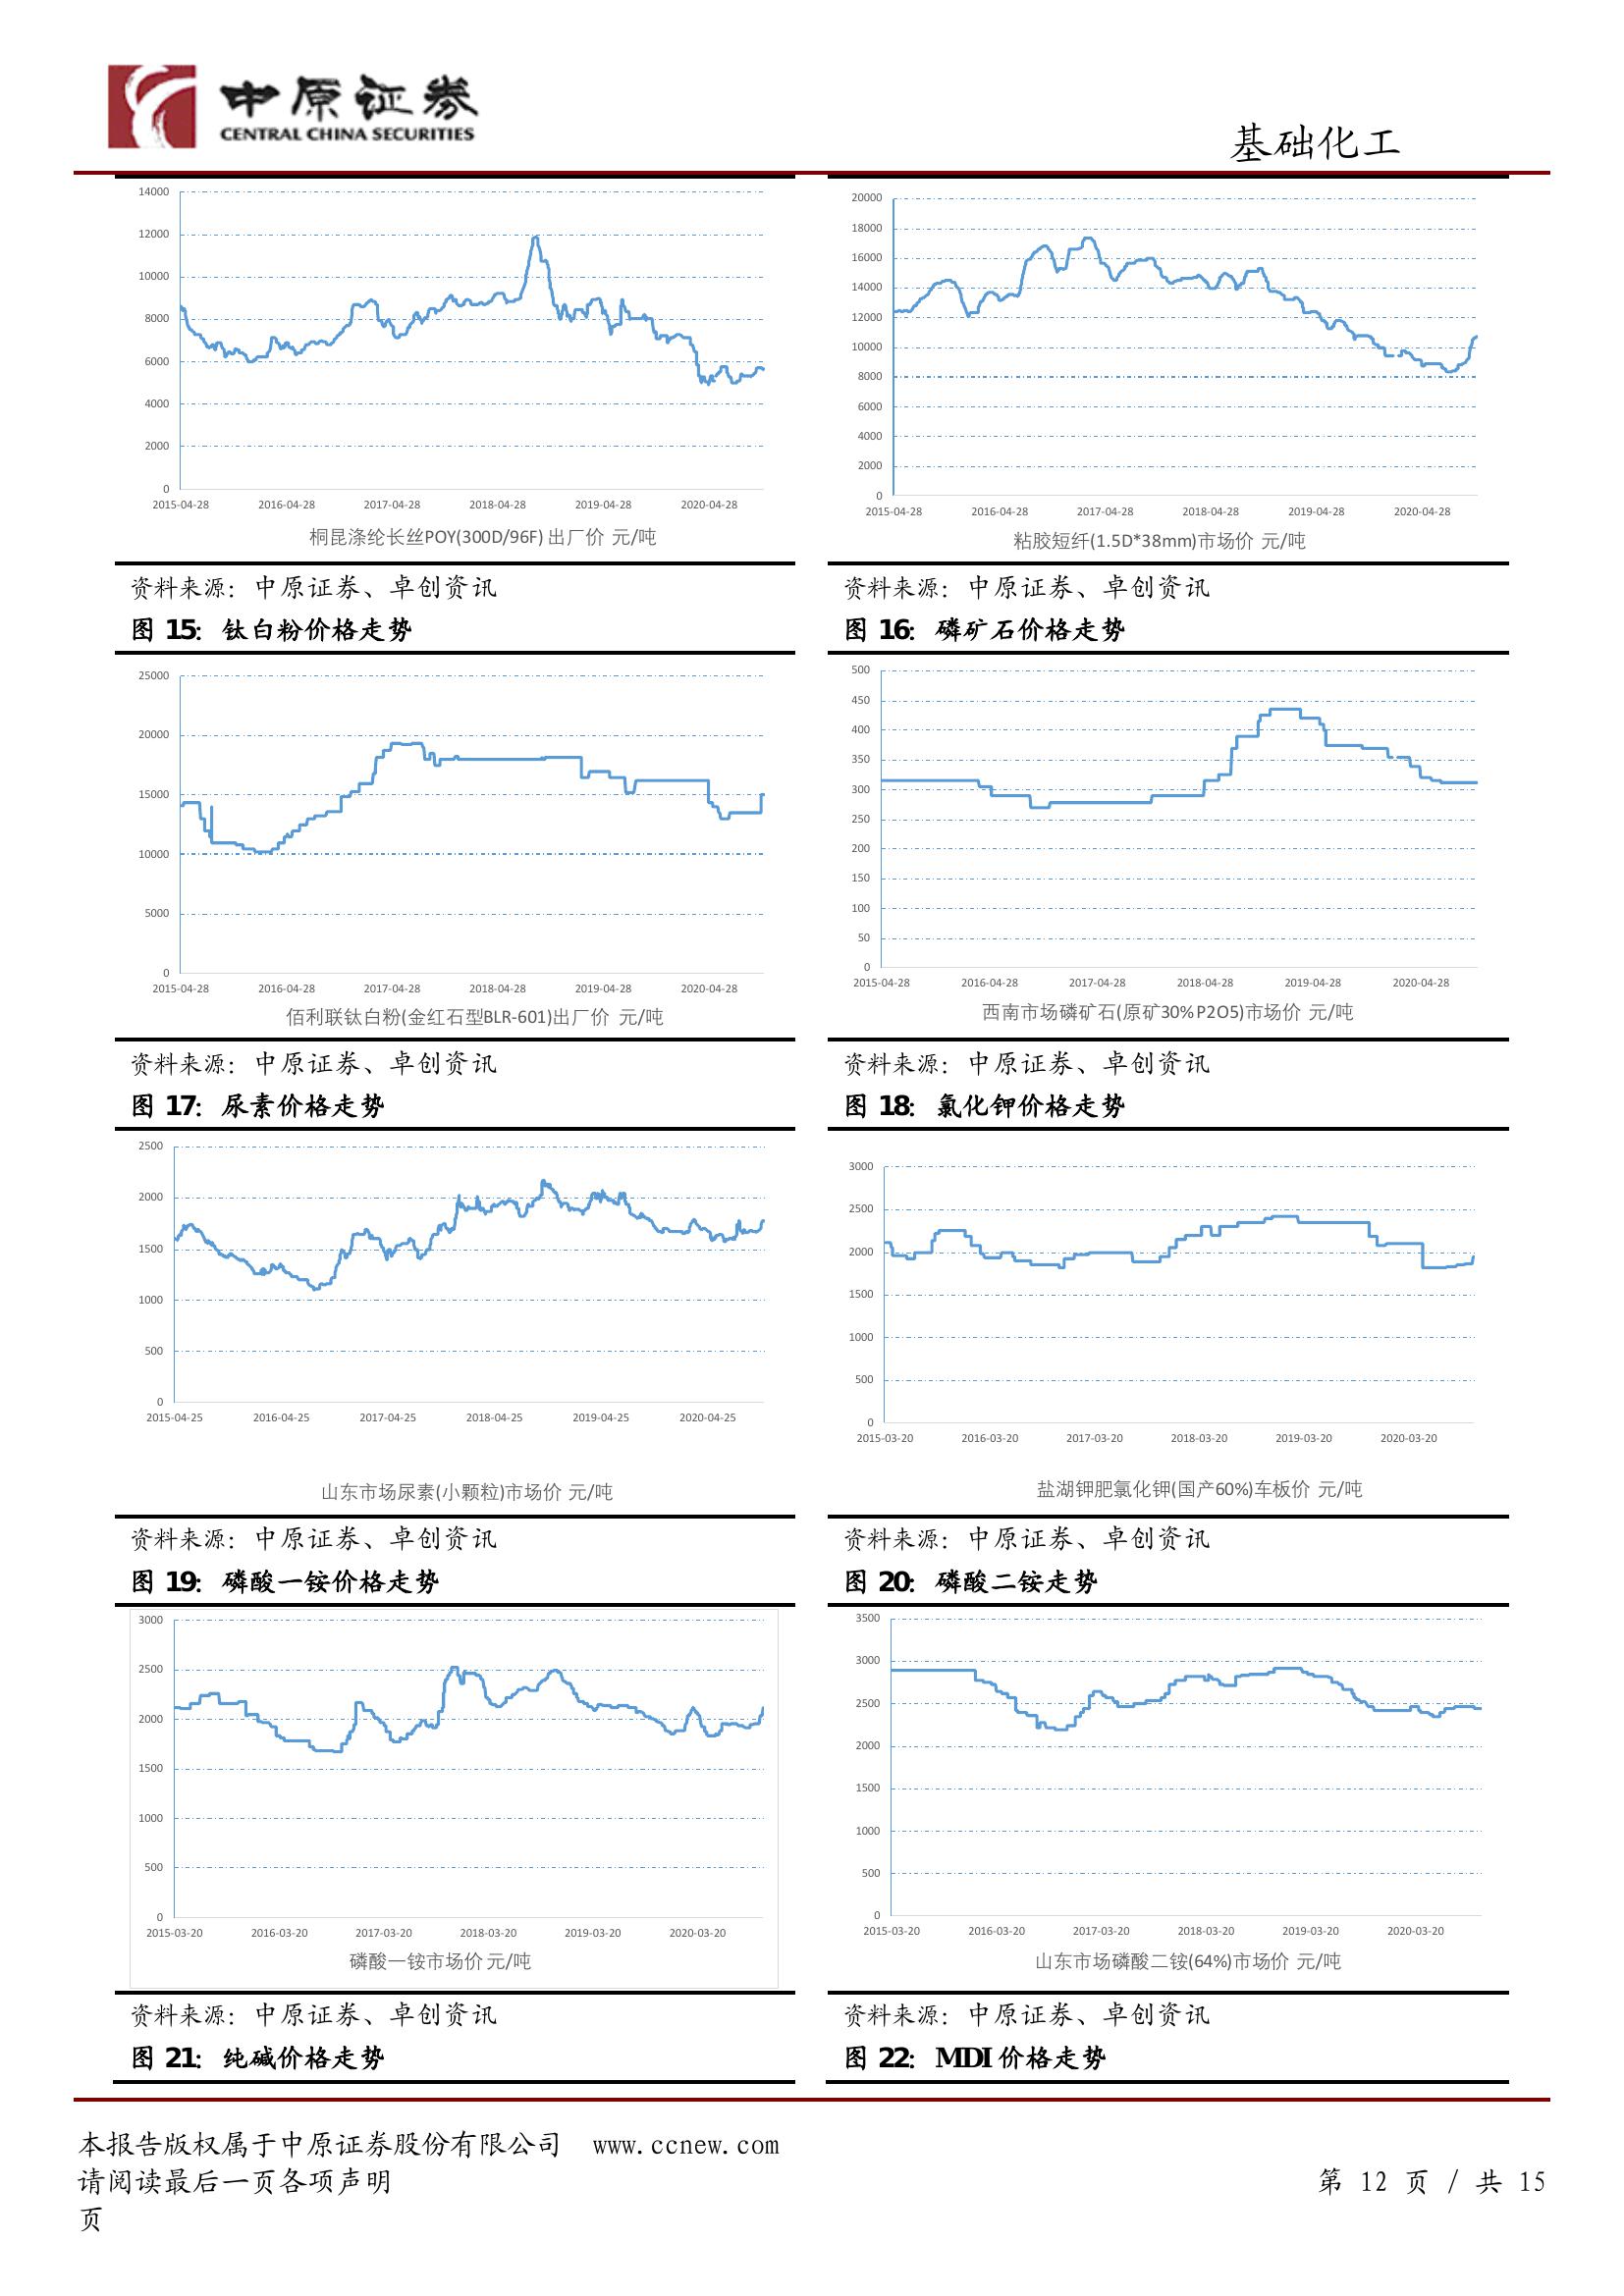 中原证券
CENTRAL CHINA SECURITIES
基础化工
14000
12000
10000
8000
6000
4000
2000
0
2015-04-28 2016-04-28 2017-04-28 2018-04-28 2019-04-28 2020-04-28
桐昆涤纶长丝POY(300D/96F) 出厂价 元/吨
20000
18000
16000
14000
12000
10000
8000
6000
4000
2000
0
2015-04-28 2016-04-28 2017-04-28 2018-04-28 2019-04-28 2020-04-28
粘胶短纤(1.5D*38mm)市场价 元/吨
资料来源：中原证券、卓创资讯
资料来源：中原证券、卓创资讯
图 15：钛白粉价格走势
图 16：磷矿石价格走势
25000
20000
15000
10000
5000
0
2015-04-28 2016-04-28 2017-04-28 2018-04-28 2019-04-28 2020-04-28
佰利联钛白粉(金红石型BLR-601)出厂价 元/吨
500
450
400
350
300
250
200
150
100
50
0
2015-04-28 2016-04-28 2017-04-28 2018-04-28 2019-04-28 2020-04-28
西南市场磷矿石(原矿30%P2O5)市场价 元/吨
资料来源：中原证券、卓创资讯
资料来源：中原证券、卓创资讯
图 17：尿素价格走势
图 18：氯化钾价格走势
2500
2000
1500
1000
500
0
2015-04-25 2016-04-25 2017-04-25 2018-04-25 2019-04-25 2020-04-25
山东市场尿素(小颗粒)市场价 元/吨
3000
2500
2000
1500
1000
500
0
2015-03-20 2016-03-20 2017-03-20 2018-03-20 2019-03-20 2020-03-20
盐湖钾肥氯化钾(国产60%)车板价 元/吨
资料来源：中原证券、卓创资讯
资料来源：中原证券、卓创资讯
图 19：磷酸一铵价格走势
图 20：磷酸二铵走势
3000
2500
2000
1500
1000
500
0
2015-03-20 2016-03-20 2017-03-20 2018-03-20 2019-03-20 2020-03-20
磷酸一铵市场价 元/吨
3500
3000
2500
2000
1500
1000
500
0
2015-03-20 2016-03-20 2017-03-20 2018-03-20 2019-03-20 2020-03-20
山东市场磷酸二铵(64%)市场价 元/吨
资料来源：中原证券、卓创资讯
资料来源：中原证券、卓创资讯
图 21：纯碱价格走势
图 22：MDI 价格走势
本报告版权属于中原证券股份有限公司 www.ccnew.com
请阅读最后一页各项声明 第 12 页 / 共 15
页